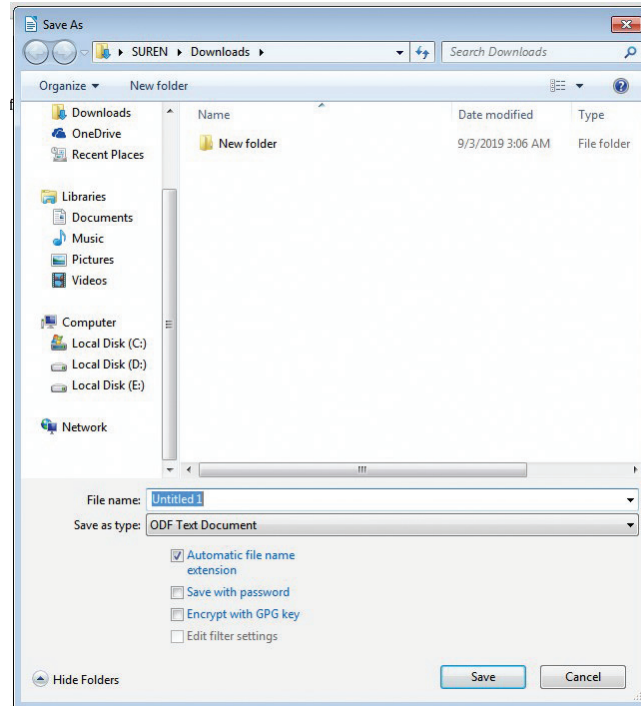 Save As
SUREN Downloads
Search Downloads
Organize New folder
Downloads
OneDrive
Recent Places
Libraries
Documents
Music
Pictures
Videos
Computer
Local Disk (C:)
Local Disk (D:)
Local Disk (E:)
Network
Name Date modified Type
New folder 9/3/2019 3:06 AM File folder
File name: Untitled 1
Save as type: ODF Text Document
Automatic file name
extension
Save with password
Encrypt with GPG key
Edit filter settings
Hide Folders
Save Cancel